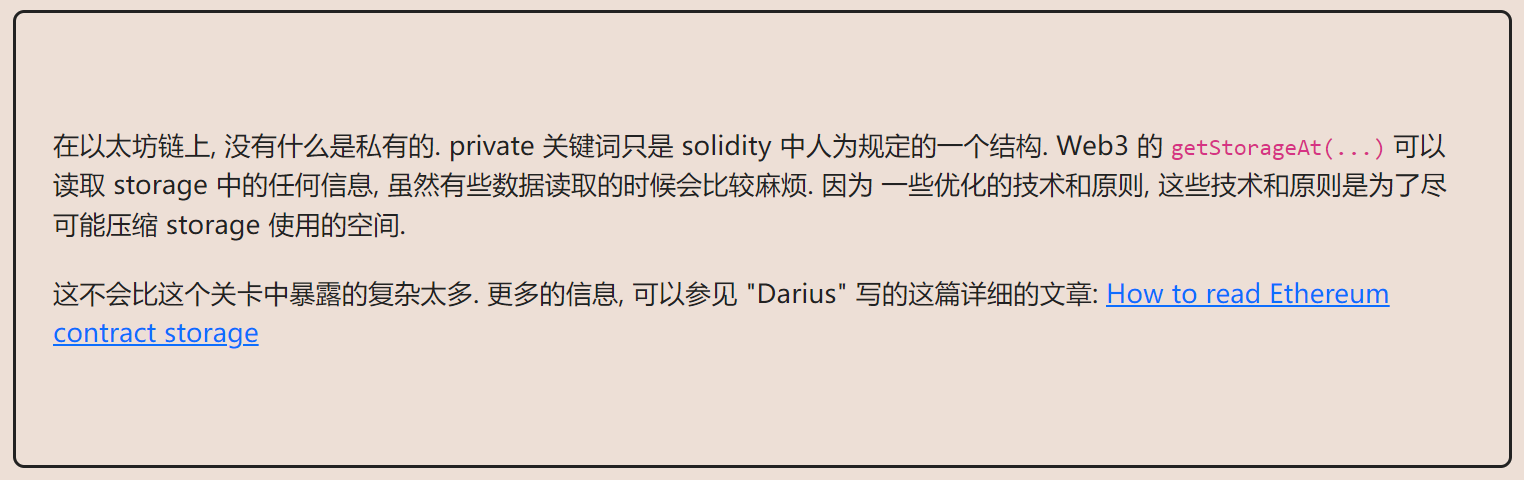 在以太坊链上, 没有什么是私有的. private 关键词只是 solidity 中人为规定的一个结构. Web3 的 getStorageAt(...) 可以
读取 storage 中的任何信息, 虽然有些数据读取的时候会比较麻烦. 因为 一些优化的技术和原则, 这些技术和原则是为了尽
可能压缩 storage 使用的空间.
这不会比这个关卡中暴露的复杂太多. 更多的信息, 可以参见 "Darius" 写的这篇详细的文章: How to read Ethereum
contract storage